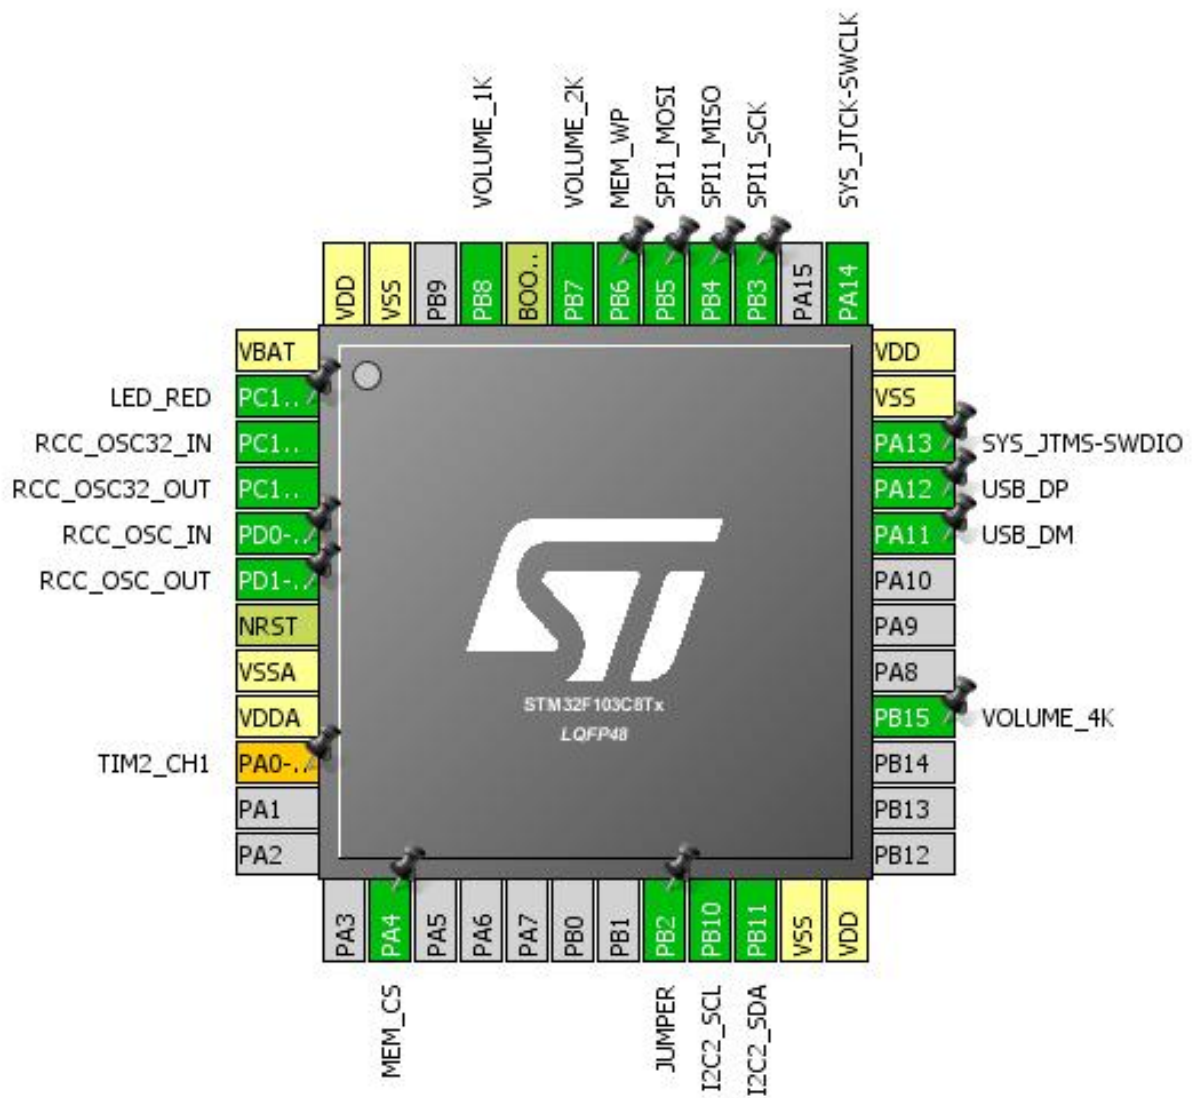 VOLUME_1K
VOLUME_2K
MEM_WP
SPI1_MOSI
SPI1_MISO
SPI1_SCK
SYS_JTCK-SWCLK
VDD
VSS
PB9
PB8
BOO..
PB7
PB6
PB5
PB4
PB3
PA15
PA14
VBAT
LED_RED PC1..
RCC_OSC32_IN PC1..
RCC_OSC32_OUT PC1..
RCC_OSC_IN PD0-..
RCC_OSC_OUT PD1-..
NRST
VSSA
VDDA
TIM2_CH1 PA0-..
PA1
PA2
ST
STM32F103C8Tx
LQFP48
VDD
VSS
PA13 SYS_JTMS-SWDIO
PA12 USB_DP
PA11 USB_DM
PA10
PA9
PA8
PB15 VOLUME_4K
PB14
PB13
PB12
PA3
PA4
PA5
PA6
PA7
PB0
PB1
PB2
PB10
PB11
VSS
VDD
MEM_CS
JUMPER
I2C2_SCL
I2C2_SDA